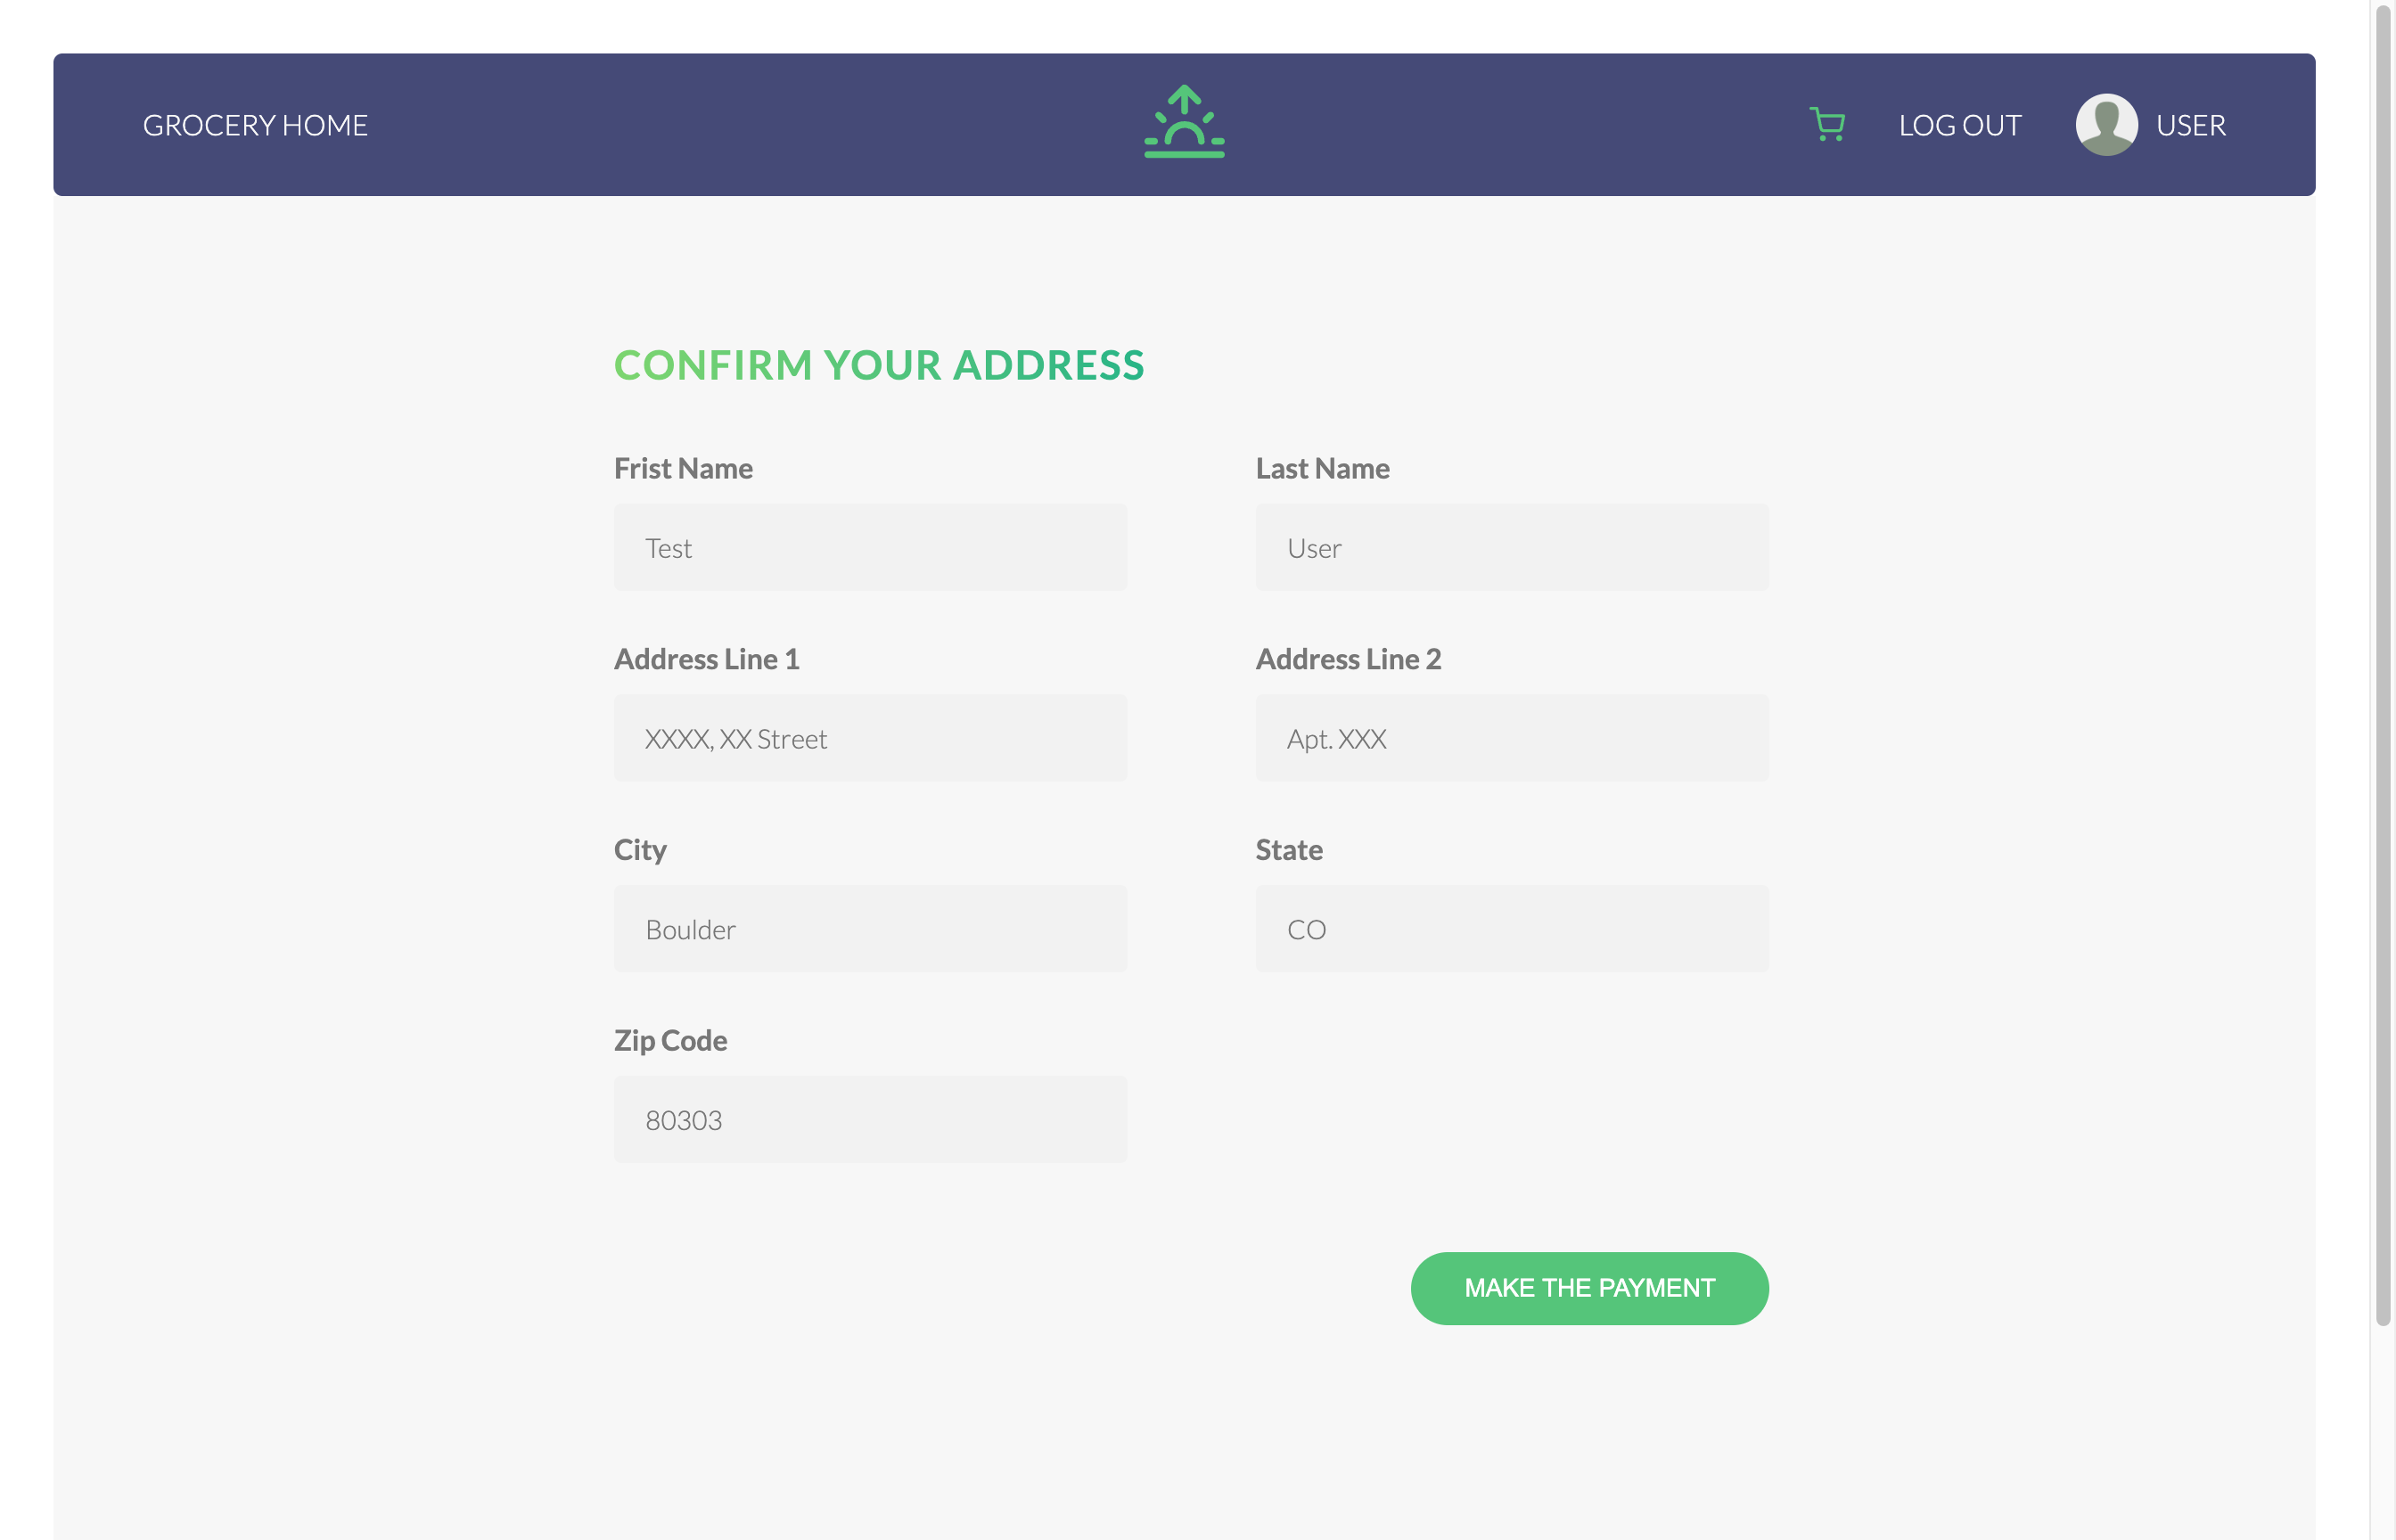 GROCERY HOME
LOG OUT
USER
CONFIRM YOUR ADDRESS
Frist Name
Last Name
Test
User
Address Line 1
Address Line 2
XXXX, XX Street
Apt. XXX
City
State
Boulder
CO
Zip Code
80303
MAKE THE PAYMENT